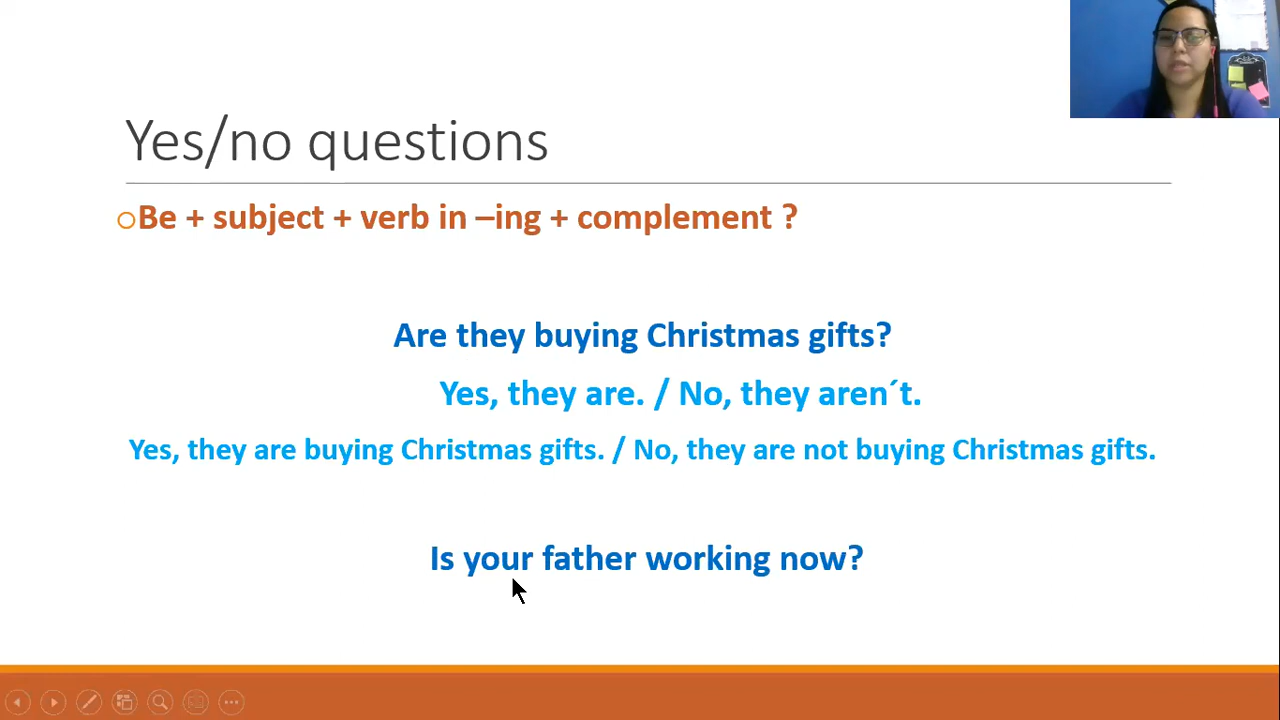 Yes/no questions
Be + subject + verb in –ing + complement ?
Are they buying Christmas gifts?
Yes, they are. / No, they aren´t.
Yes, they are buying Christmas gifts. / No, they are not buying Christmas gifts.
Is your father working now?